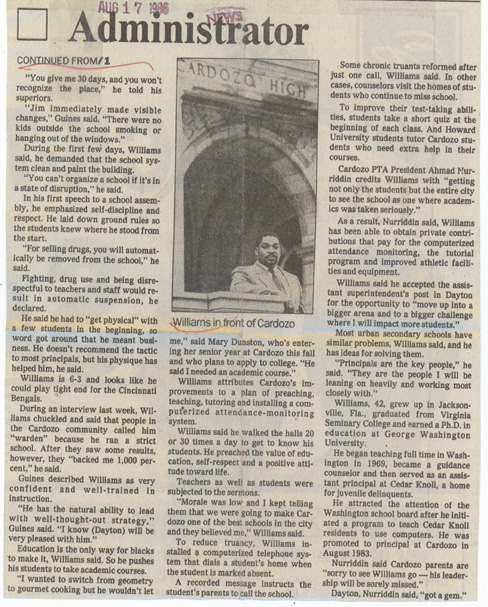 AUG 17 1986
NEWS
Administrator
CONTINUED FROM/1
"You give me 30 days, and you won't
recognize the place," he told his
superiors.
"Jim immediately made visible
changes," Guines said. "There were no
kids outside the school smoking or
hanging out of the windows."
During the first few days, Williams
said, he demanded that the school sys-
tem clean and paint the building.
"You can't organize a school if it's in
a state of disruption," he said.
In his first speech to a school assem-
bly, he emphasized self-discipline and
respect. He laid down ground rules so
the students knew where he stood from
the start.
"For selling drugs, you will automat-
ically be removed from the school," he
said.
Fighting, drug use and being disre-
spectful to teachers and staff would re-
sult in automatic suspension, he
declared.
He said he had to "get physical" with
a few students in the beginning, so
word got around that he meant busi-
ness. He doesn't recommend the tactic
to most principals, but his physique has
helped him, he said.
Williams is 6-3 and looks like he
could play tight end for the Cincinnati
Bengals.
During an interview last week, Wil-
liams chuckled and said that people in
the Cardozo community called him
"warden" because he ran a strict
school. After they saw some results,
however, they "backed me 1,000 per-
cent," he said.
Guines described Williams as very
confident and well-trained in
instruction.
"He has the natural ability to lead
with well-thought-out strategy,"
Guines said. "I know (Dayton) will be
very pleased with him."
Education is the only way for blacks
to make it, Williams said. So he pushes
his students to take academic courses.
"I wanted to switch from geometry
to gourmet cooking but he wouldn't let
CARDOZO HIGH
Williams in front of Cardozo
me," said Mary Dunston, who's enter-
ing her senior year at Cardozo this fall
and who plans to apply to college. "He
said I needed an academic course."
Williams attributes Cardozo's im-
provements to a plan of preaching,
teaching, tutoring and installing a com-
puterized attendance-monitoring
system.
Williams said he walked the halls 20
or 30 times a day to get to know his
students. He preached the value of edu-
cation, self-respect and a positive atti-
tude toward life.
Teachers as well as students were
subjected to the sermons.
"Morale was low and I kept telling
them that we were going to make Car-
dozo one of the best schools in the city
and they believed me," Williams said.
To reduce truancy, Williams in-
stalled a computerized telephone sys-
tem that dials a student's home when
the student is marked absent.
A recorded message instructs the
student's parents to call the school.
Some chronic truants reformed after
just one call, Williams said. In other
cases, counselors visit the homes of stu-
dents who continue to miss school.
To improve their test-taking abil-
ities, students take a short quiz at the
beginning of each class. And Howard
University students tutor Cardozo stu-
dents who need extra help in their
courses.
Cardozo PTA President Ahmad Nur-
riddin credits Williams with "getting
not only the students but the entire city
to see the school as one where academ-
ics was taken seriously."
As a result, Nurriddin said, Williams
has been able to obtain private contri-
butions that pay for the computerized
attendance monitoring, the tutorial
program and improved athletic facili-
ties and equipment.
Williams said he accepted the assis-
tant superintendent's post in Dayton
for the opportunity to "move up into a
bigger arena and to a bigger challenge
where I will impact more students."
Most urban secondary schools have
similar problems, Williams said, and he
has ideas for solving them.
"Principals are the key people," he
said. "They are the people I will be
leaning on heavily and working most
closely with."
Williams, 42, grew up in Jackson-
ville, Fla., graduated from Virginia
Seminary College and earned a Ph.D. in
education at George Washington
University.
He began teaching full time in Wash-
ington in 1969, became a guidance
counselor and then served as an assis-
tant principal at Cedar Knoll, a home
for juvenile delinquents.
He attracted the attention of the
Washington school board after he initi-
ated a program to teach Cedar Knoll
residents to use computers. He was
promoted to principal at Cardozo in
August 1983.
Nurriddin said Cardozo parents are
"sorry to see Williams go — his leader-
ship will be sorely missed."
Dayton, Nurriddin said, "got a gem."